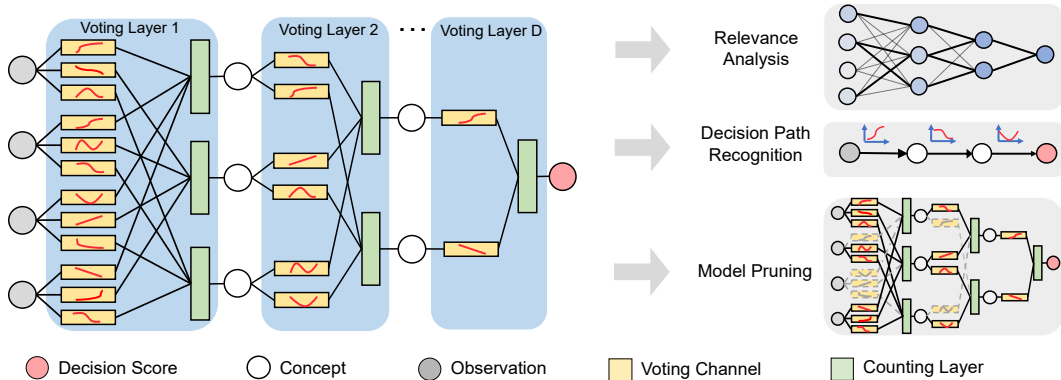 Voting Layer 1
Voting Layer 2
...
Voting Layer D
Relevance
Analysis
Decision Path
Recognition
Model Pruning
Decision Score
Concept
Observation
Voting Channel
Counting Layer